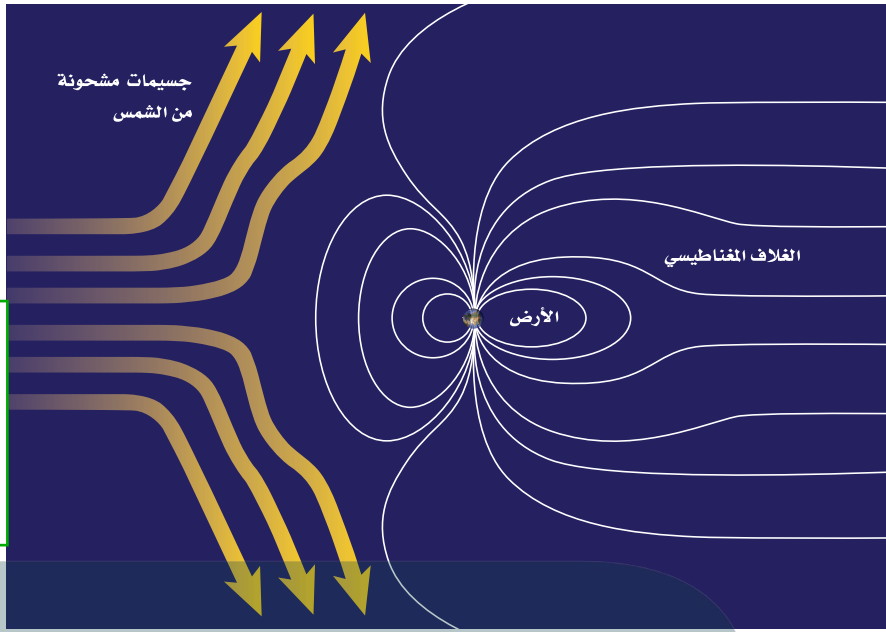 جسيمات مشحونة
من الشمس
الغلاف المغناطيسي
الأرض